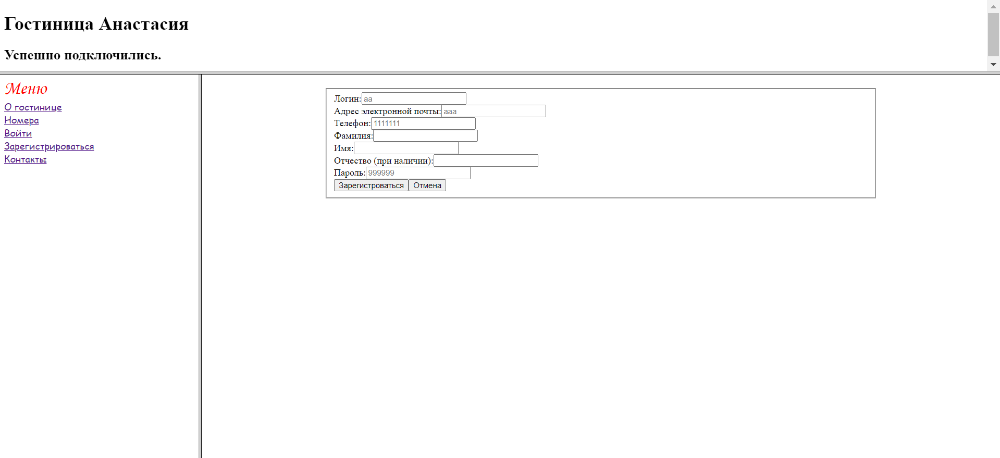 Гостиница Анастасия
Успешно подключились.
Меню
О гостинице
Номера
Войти
Зарегистрироваться
Контакты
Логин: aa
Адрес электронной почты: aaa
Телефон: 1111111
Фамилия:
Имя:
Отчество (при наличии):
Пароль: 999999
Зарегистроваться Отмена